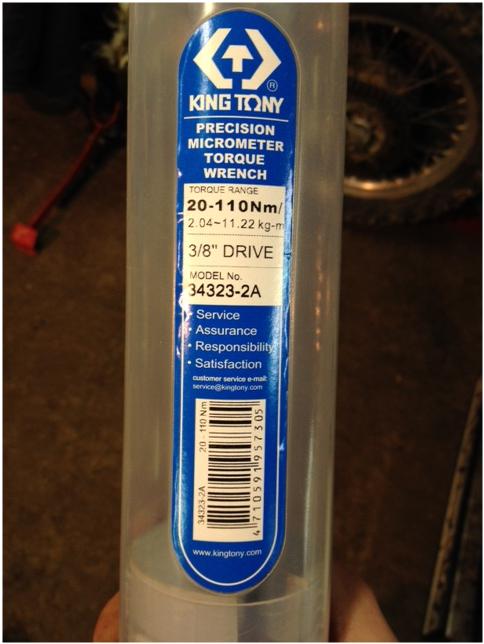 ®
KING TONY
PRECISION
MICROMETER
TORQUE
WRENCH
TORQUE RANGE
20-110Nm/
2.04~11.22 kg-m
3/8" DRIVE
MODEL No.
34323-2A
• Service
• Assurance
• Responsibility
• Satisfaction
customer service e-mail:
service@kingtony.com
20 - 110 Nm
34323-2A
4710591957305
www.kingtony.com